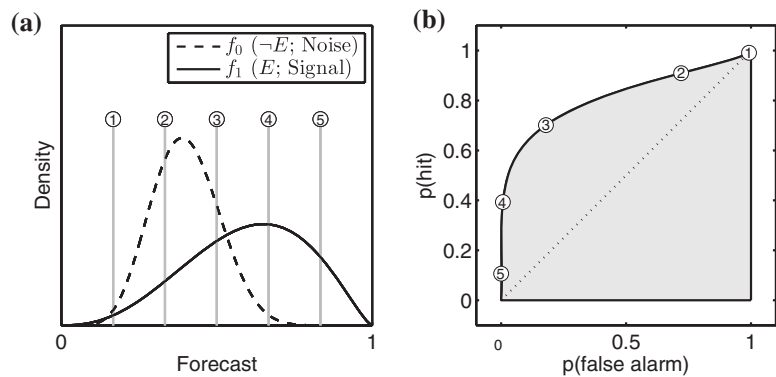 (a)
f₀ (¬E; Noise)
f₁ (E; Signal)
① ② ③ ④ ⑤
Density
0 1
Forecast
(b)
1
0.8
0.6
0.4
0.2
0
p(hit)
① 
②
③
④
⑤
0 0.5 1
p(false alarm)